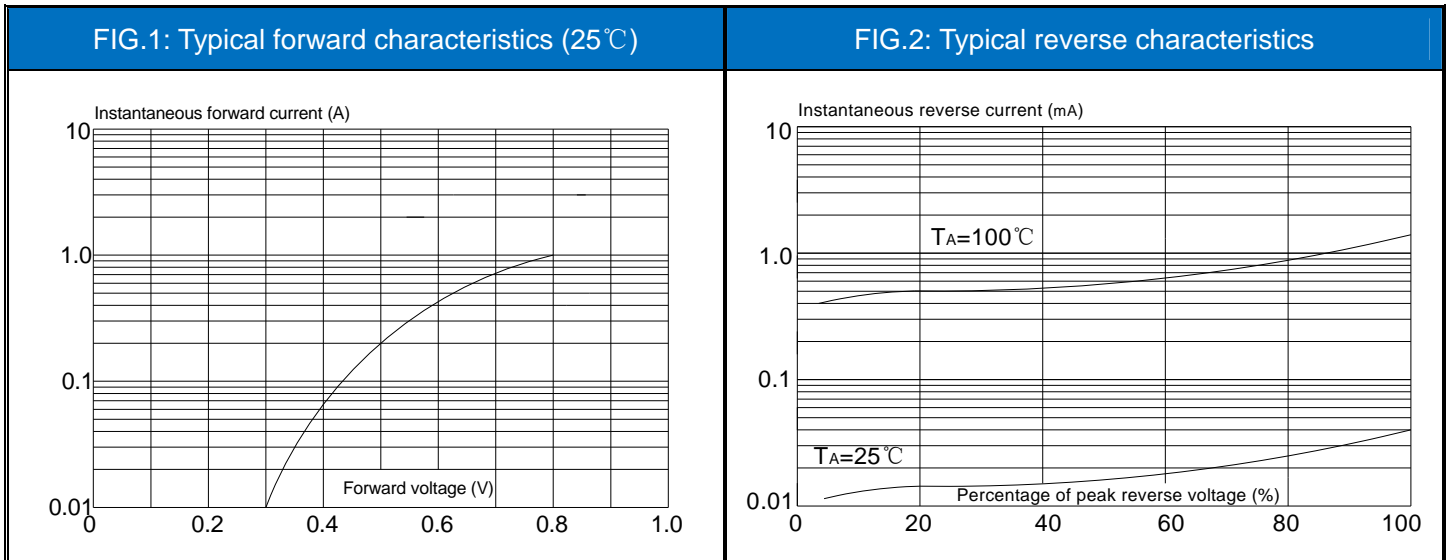 FIG.1: Typical forward characteristics (25℃)
FIG.2: Typical reverse characteristics
Instantaneous forward current (A)
10
1.0
0.1
0.01
Forward voltage (V)
0 0.2 0.4 0.6 0.8 1.0
Instantaneous reverse current (mA)
10
TA=100℃
1.0
0.1
TA=25℃
0.01
Percentage of peak reverse voltage (%)
0 20 40 60 80 100